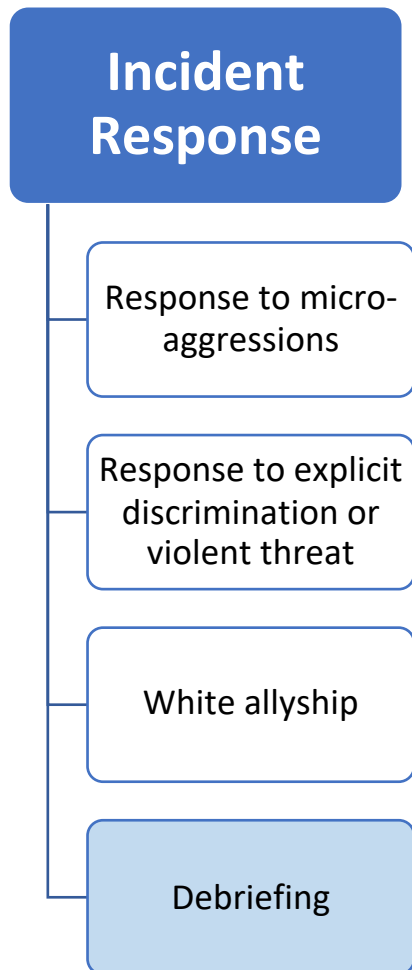 Incident
Response
Response to micro-
aggressions
Response to explicit
discrimination or
violent threat
White allyship
Debriefing